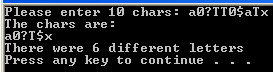 Please enter 10 chars: a0?TT0$aTx
The chars are:
a0?T$x
There were 6 different letters
Press any key to continue . . .